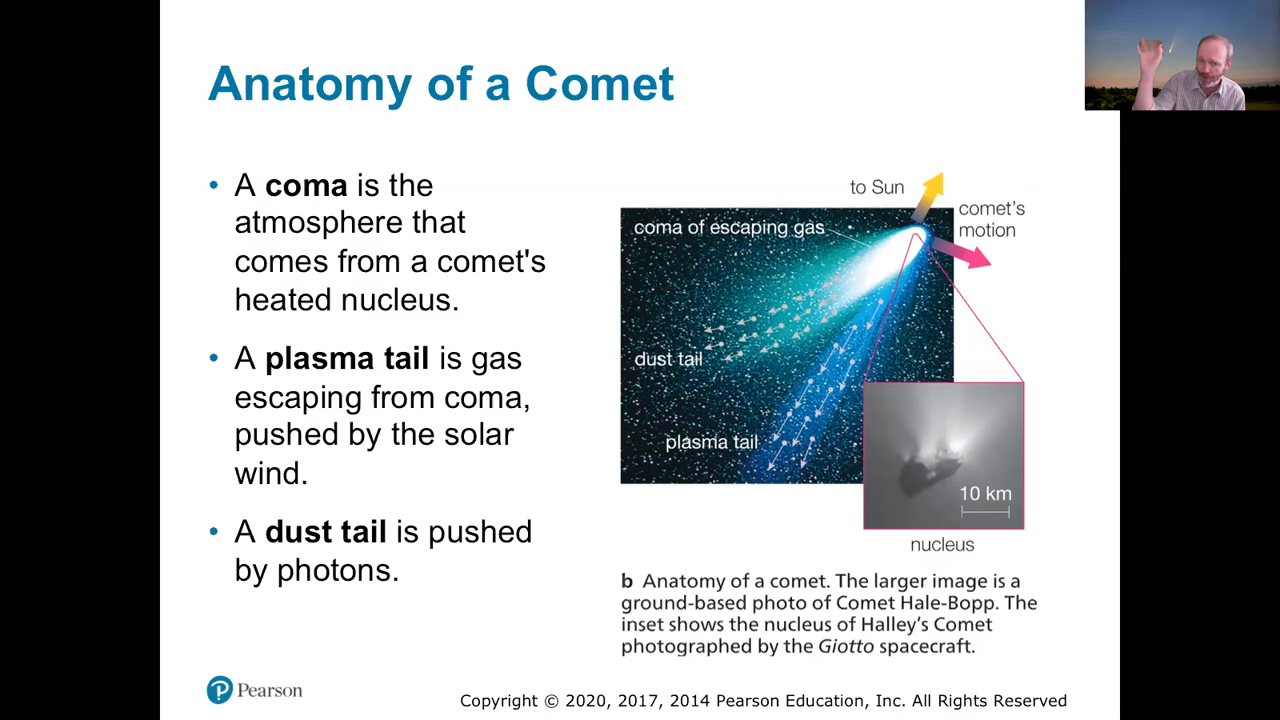 Anatomy of a Comet
• A coma is the
atmosphere that
comes from a comet's
heated nucleus.
• A plasma tail is gas
escaping from coma,
pushed by the solar
wind.
• A dust tail is pushed
by photons.
to Sun
comet's
motion
coma of escaping gas
dust tail
plasma tail
10 km
nucleus
b Anatomy of a comet. The larger image is a
ground-based photo of Comet Hale-Bopp. The
inset shows the nucleus of Halley's Comet
photographed by the Giotto spacecraft.
P Pearson
Copyright © 2020, 2017, 2014 Pearson Education, Inc. All Rights Reserved